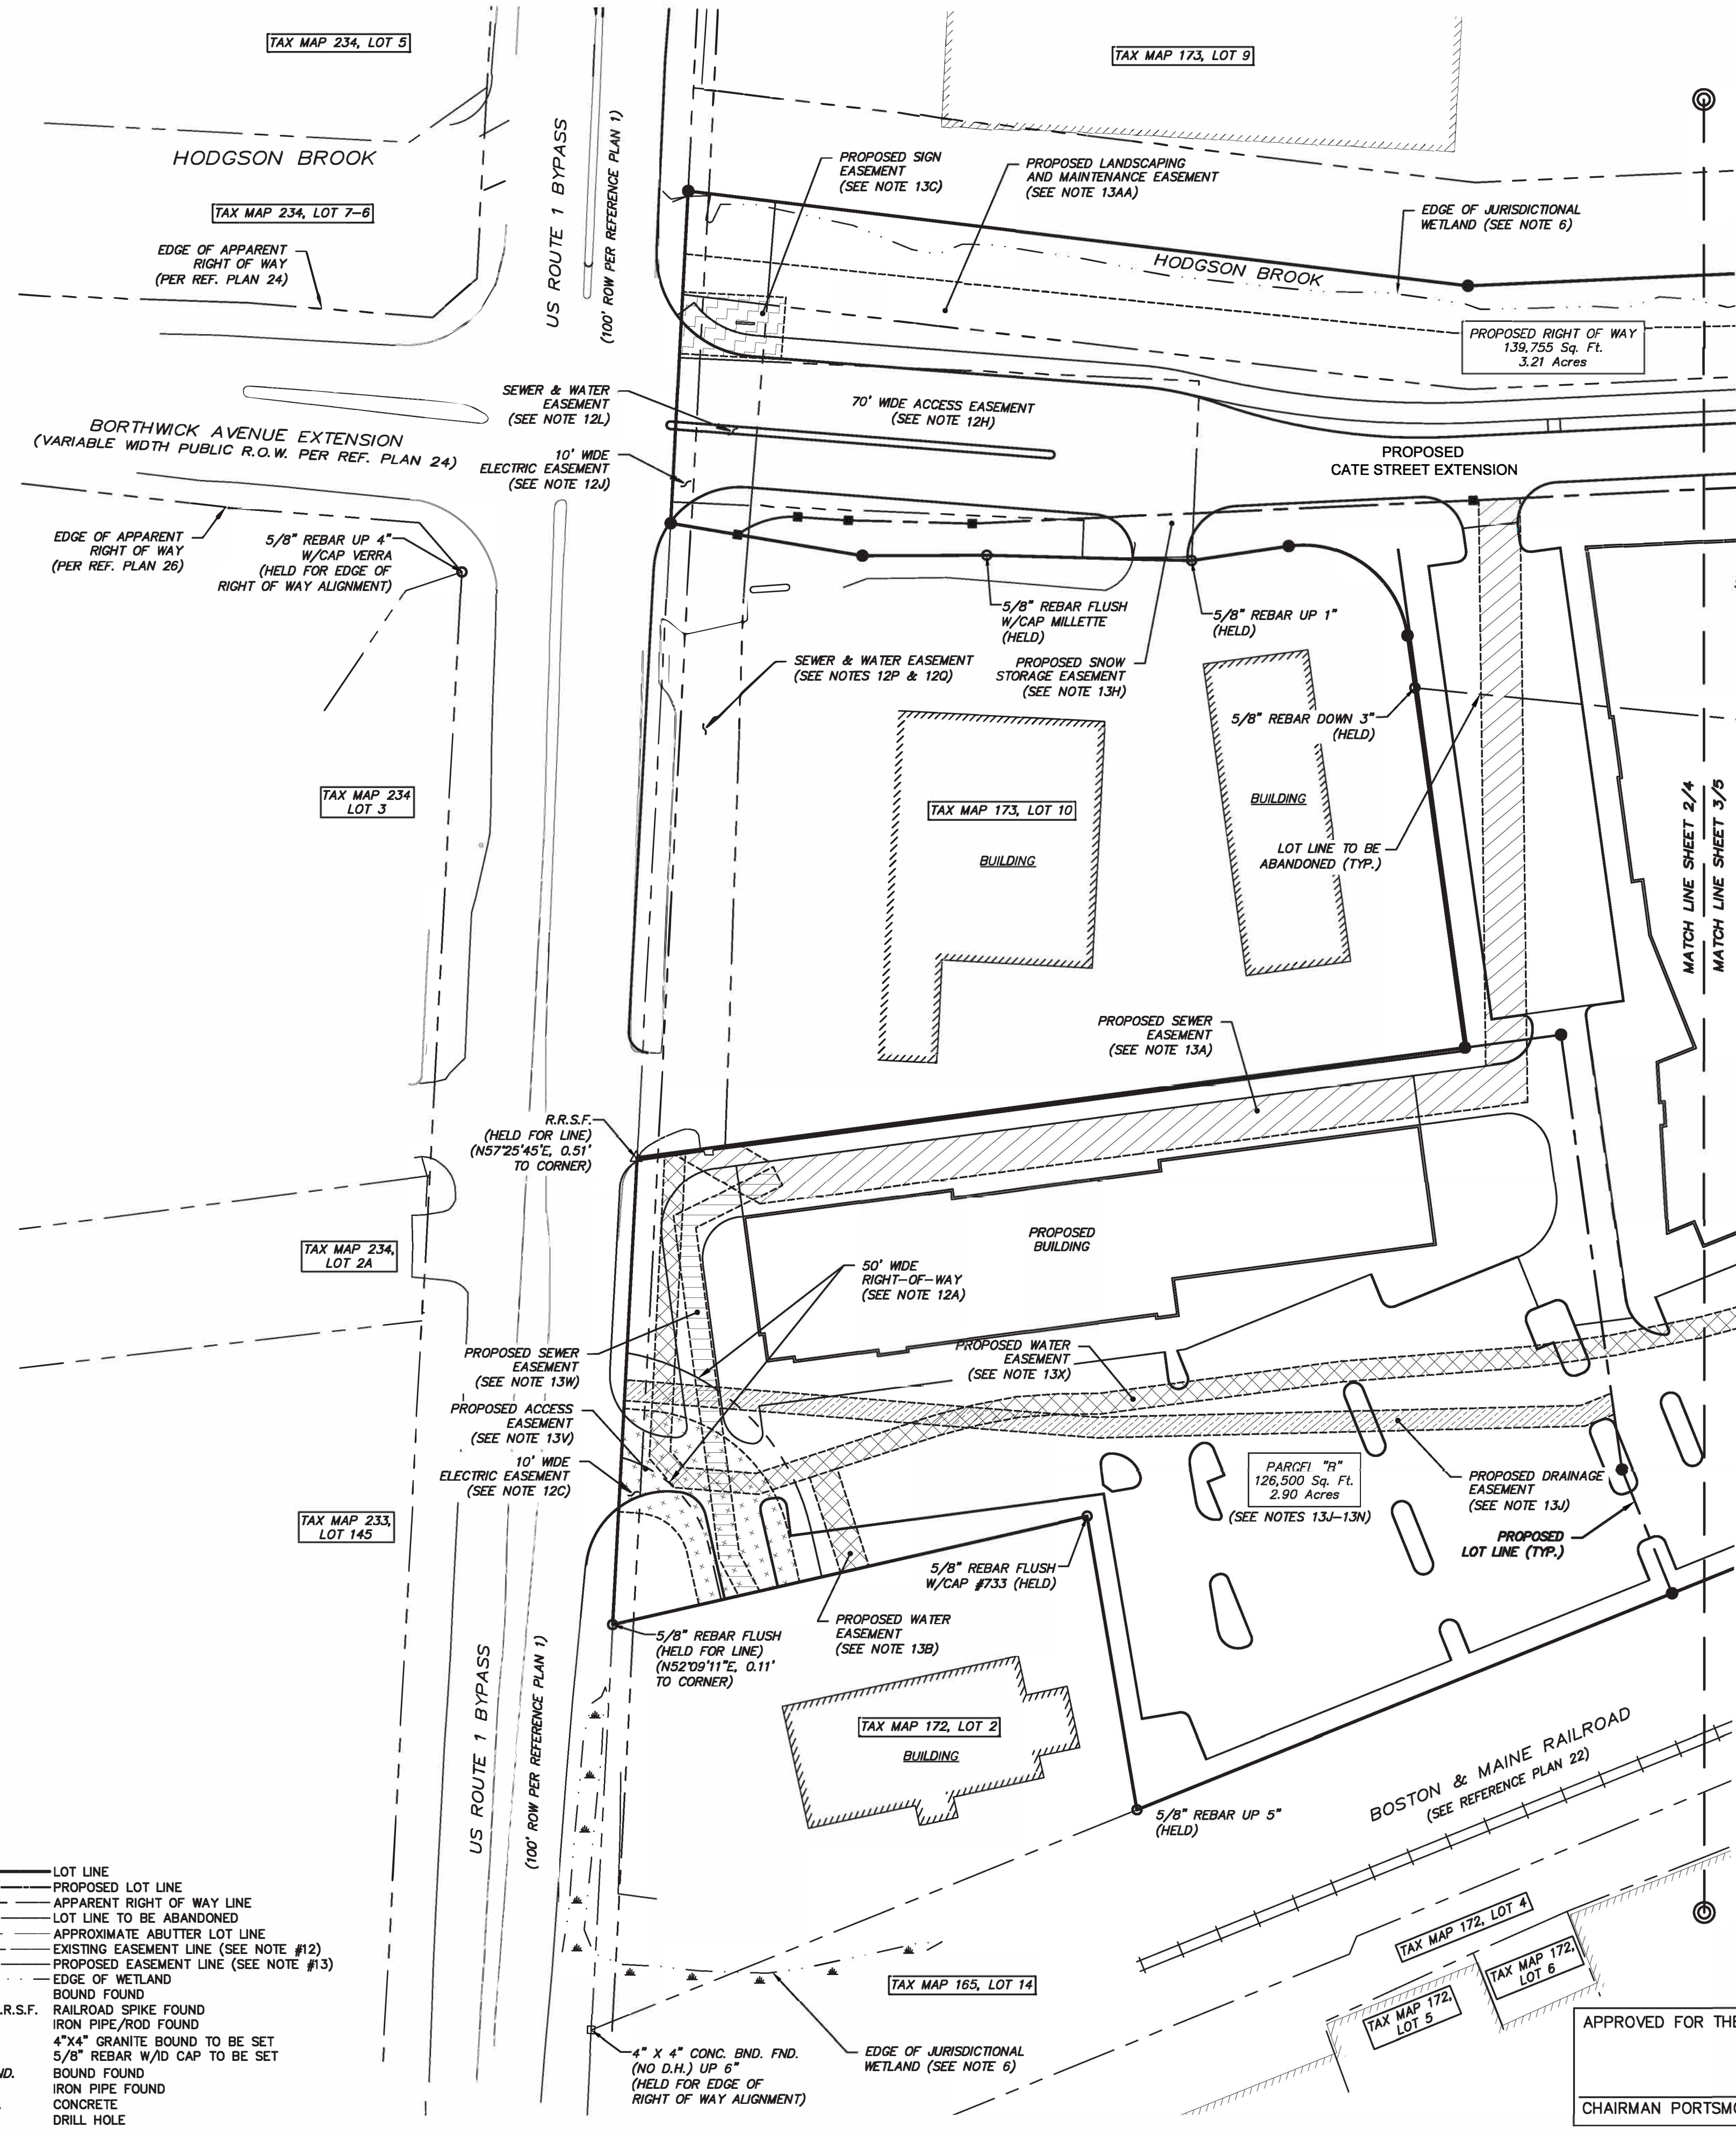 TAX MAP 234, LOT 5
TAX MAP 173, LOT 9
HODGSON BROOK
TAX MAP 234, LOT 7-6
EDGE OF APPARENT
RIGHT OF WAY
(PER REF. PLAN 24)
US ROUTE 1 BYPASS
(100' ROW PER REFERENCE PLAN 1)
PROPOSED SIGN
EASEMENT
(SEE NOTE 13C)
PROPOSED LANDSCAPING
AND MAINTENANCE EASEMENT
(SEE NOTE 13AA)
EDGE OF JURISDICTIONAL
WETLAND (SEE NOTE 6)
HODGSON BROOK
PROPOSED RIGHT OF WAY
139,755 Sq. Ft.
3.21 Acres
SEWER & WATER
EASEMENT
(SEE NOTE 12L)
70' WIDE ACCESS EASEMENT
(SEE NOTE 12H)
BORTHWICK AVENUE EXTENSION
(VARIABLE WIDTH PUBLIC R.O.W. PER REF. PLAN 24)
10' WIDE
ELECTRIC EASEMENT
(SEE NOTE 12J)
PROPOSED
CATE STREET EXTENSION
EDGE OF APPARENT
RIGHT OF WAY
(PER REF. PLAN 26)
5/8" REBAR UP 4"
W/CAP VERRA
(HELD FOR EDGE OF
RIGHT OF WAY ALIGNMENT)
5/8" REBAR FLUSH
W/CAP MILLETTE
(HELD)
5/8" REBAR UP 1"
(HELD)
SEWER & WATER EASEMENT
(SEE NOTES 12P & 12Q)
PROPOSED SNOW
STORAGE EASEMENT
(SEE NOTE 13H)
5/8" REBAR DOWN 3"
(HELD)
TAX MAP 234
LOT 3
TAX MAP 173, LOT 10
BUILDING
BUILDING
LOT LINE TO BE
ABANDONED (TYP.)
MATCH LINE SHEET 2/4
MATCH LINE SHEET 3/5
PROPOSED SEWER
EASEMENT
(SEE NOTE 13A)
R.R.S.F.
(HELD FOR LINE)
(N57°25'45"E, 0.51'
TO CORNER)
TAX MAP 234,
LOT 2A
PROPOSED
BUILDING
50' WIDE
RIGHT-OF-WAY
(SEE NOTE 12A)
PROPOSED SEWER
EASEMENT
(SEE NOTE 13W)
PROPOSED WATER
EASEMENT
(SEE NOTE 13X)
PROPOSED ACCESS
EASEMENT
(SEE NOTE 13V)
10' WIDE
ELECTRIC EASEMENT
(SEE NOTE 12C)
PARCEL "B"
126,500 Sq. Ft.
2.90 Acres
(SEE NOTES 13J-13N)
PROPOSED DRAINAGE
EASEMENT
(SEE NOTE 13J)
PROPOSED
LOT LINE (TYP.)
TAX MAP 233,
LOT 145
5/8" REBAR FLUSH
W/CAP #733 (HELD)
5/8" REBAR FLUSH
(HELD FOR LINE)
(N52°09'11"E, 0.11'
TO CORNER)
PROPOSED WATER
EASEMENT
(SEE NOTE 13B)
US ROUTE 1 BYPASS
(100' ROW PER REFERENCE PLAN 1)
TAX MAP 172, LOT 2
BUILDING
BOSTON & MAINE RAILROAD
(SEE REFERENCE PLAN 22)
5/8" REBAR UP 5"
(HELD)
LOT LINE
PROPOSED LOT LINE
APPARENT RIGHT OF WAY LINE
LOT LINE TO BE ABANDONED
APPROXIMATE ABUTTER LOT LINE
EXISTING EASEMENT LINE (SEE NOTE #12)
PROPOSED EASEMENT LINE (SEE NOTE #13)
EDGE OF WETLAND
BOUND FOUND
.R.S.F. RAILROAD SPIKE FOUND
IRON PIPE/ROD FOUND
4"X4" GRANITE BOUND TO BE SET
5/8" REBAR W/ID CAP TO BE SET
ND. BOUND FOUND
IRON PIPE FOUND
. CONCRETE
DRILL HOLE
TAX MAP 165, LOT 14
TAX MAP 172, LOT 4
TAX MAP 172,
LOT 6
TAX MAP 172,
LOT 5
4" X 4" CONC. BND. FND.
(NO D.H.) UP 6"
(HELD FOR EDGE OF
RIGHT OF WAY ALIGNMENT)
EDGE OF JURISDICTIONAL
WETLAND (SEE NOTE 6)
APPROVED FOR THE
CHAIRMAN PORTSMO